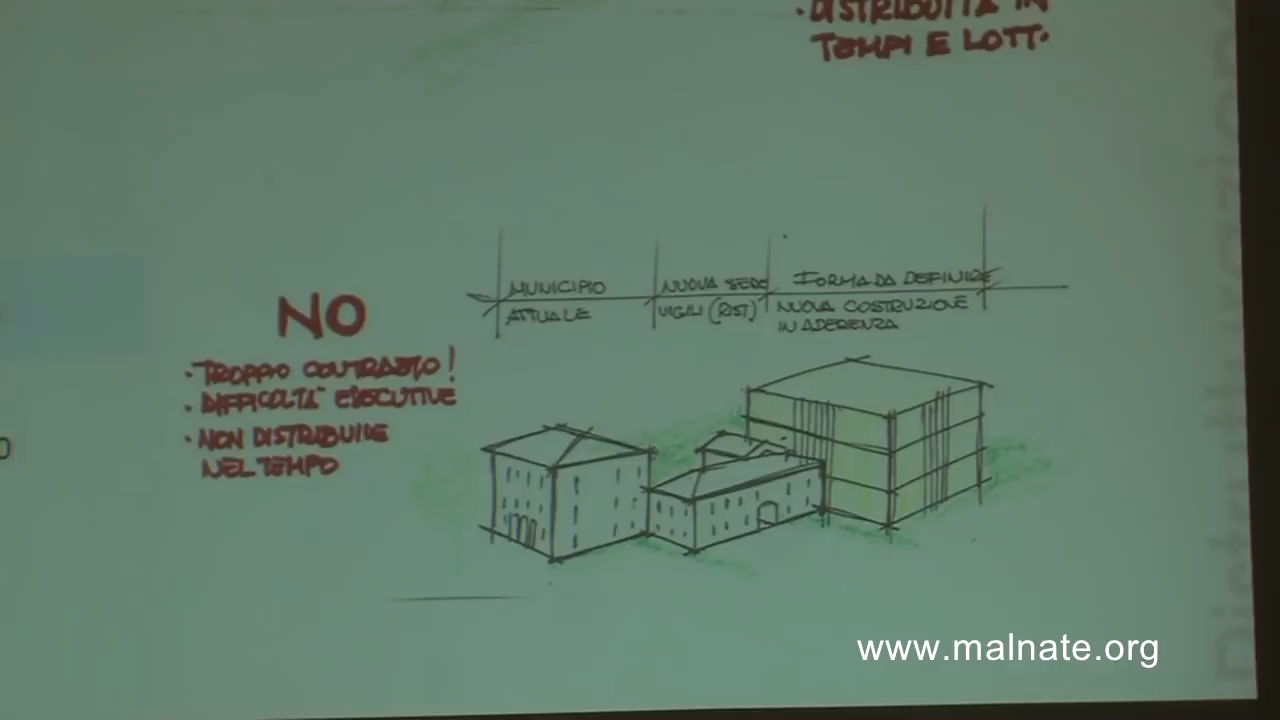 • DISTRIBUITA IN
TEMPI E LOTTI
NO
• TROPPO CONTRASTO!
• DIFFICOLTÀ ESECUTIVE
• NON DISTRIBUIBILE
NEL TEMPO
MUNICIPIO
ATTUALE
NUOVA SEDE
VIGILI (RIST)
FORMA DA DEFINIRE
NUOVA COSTRUZIONE
IN ADERENZA
www.malnate.org